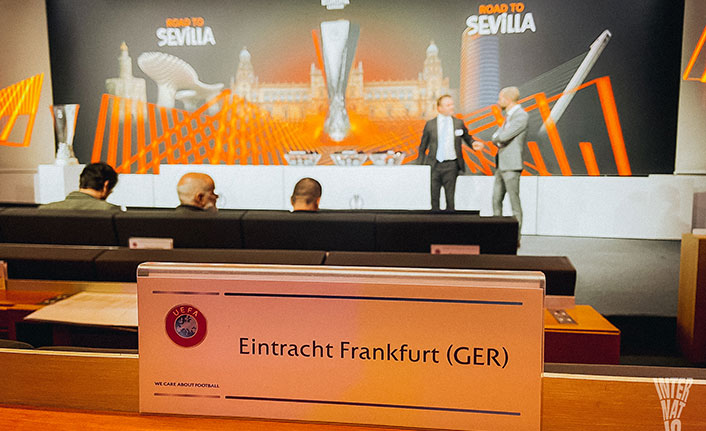 ROAD TO
SEVILLA
ROAD TO
SEVILLA
UEFA
Eintracht Frankfurt (GER)
WE CARE ABOUT FOOTBALL